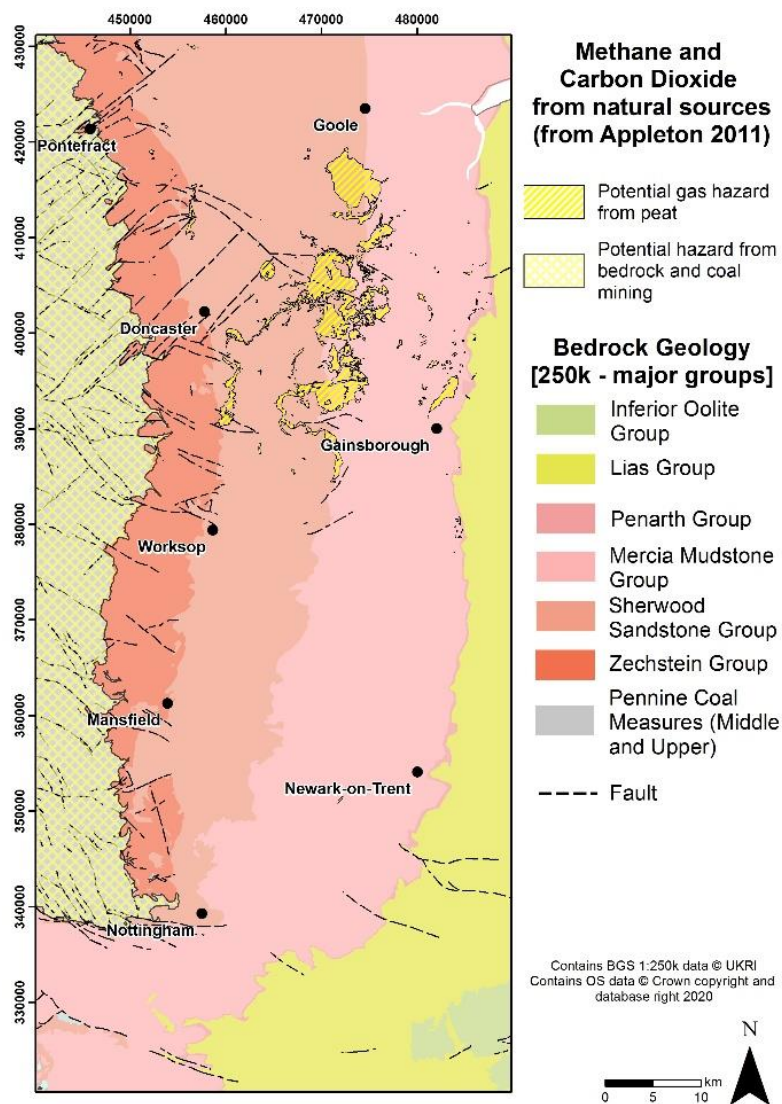 450000 460000 470000 480000
430000
420000
410000
400000
390000
380000
370000
360000
350000
340000
330000
Goole
Pontefract
Doncaster
Gainsborough
Worksop
Mansfield
Newark-on-Trent
Nottingham
Methane and
Carbon Dioxide
from natural sources
(from Appleton 2011)
Potential gas hazard
from peat
Potential hazard from
bedrock and coal
mining
Bedrock Geology
[250k - major groups]
Inferior Oolite
Group
Lias Group
Penarth Group
Mercia Mudstone
Group
Sherwood
Sandstone Group
Zechstein Group
Pennine Coal
Measures (Middle
and Upper)
Fault
Contains BGS 1:250k data © UKRI
Contains OS data © Crown copyright and
database right 2020
N
km
0 5 10